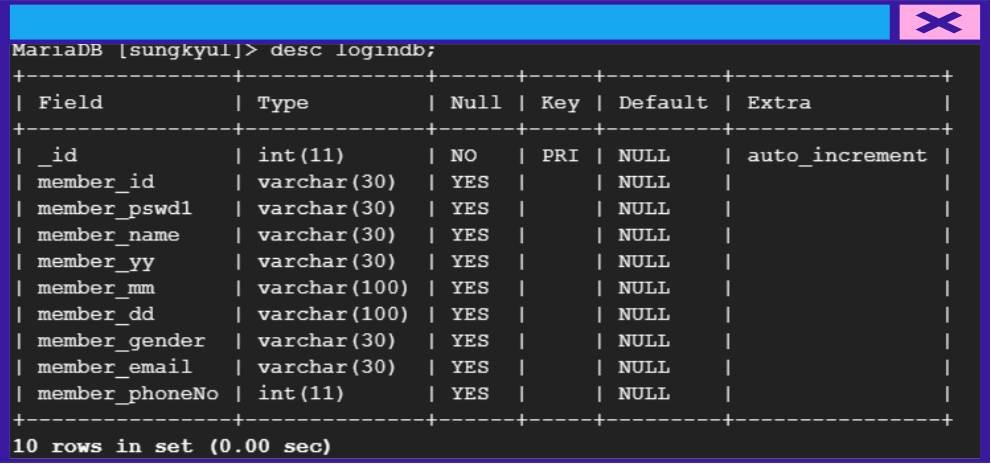 MariaDB [sungkyul]> desc logindb;
+----------------+--------------+------+-----+---------+----------------+
| Field          | Type         | Null | Key | Default | Extra          |
+----------------+--------------+------+-----+---------+----------------+
| _id            | int(11)      | NO   | PRI | NULL    | auto_increment |
| member_id      | varchar(30)  | YES  |     | NULL    |                |
| member_pswd1   | varchar(30)  | YES  |     | NULL    |                |
| member_name    | varchar(30)  | YES  |     | NULL    |                |
| member_yy      | varchar(30)  | YES  |     | NULL    |                |
| member_mm      | varchar(100) | YES  |     | NULL    |                |
| member_dd      | varchar(100) | YES  |     | NULL    |                |
| member_gender  | varchar(30)  | YES  |     | NULL    |                |
| member_email   | varchar(30)  | YES  |     | NULL    |                |
| member_phoneNo | int(11)      | YES  |     | NULL    |                |
+----------------+--------------+------+-----+---------+----------------+
10 rows in set (0.00 sec)